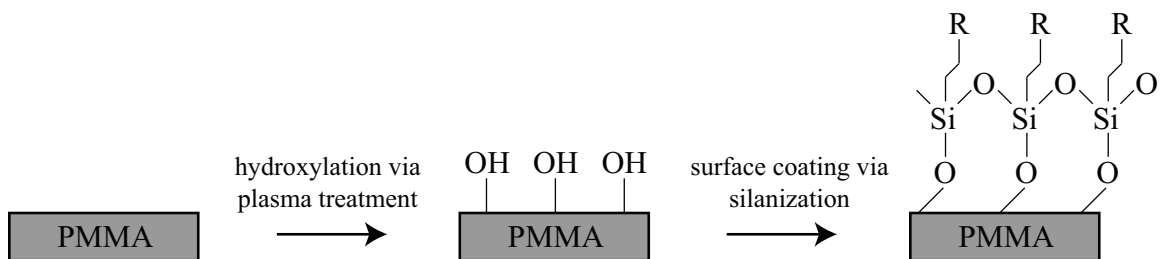 R R R
O O O
Si Si Si
OH OH OH
hydroxylation via
plasma treatment
surface coating via
silanization
O O O
PMMA
PMMA
PMMA